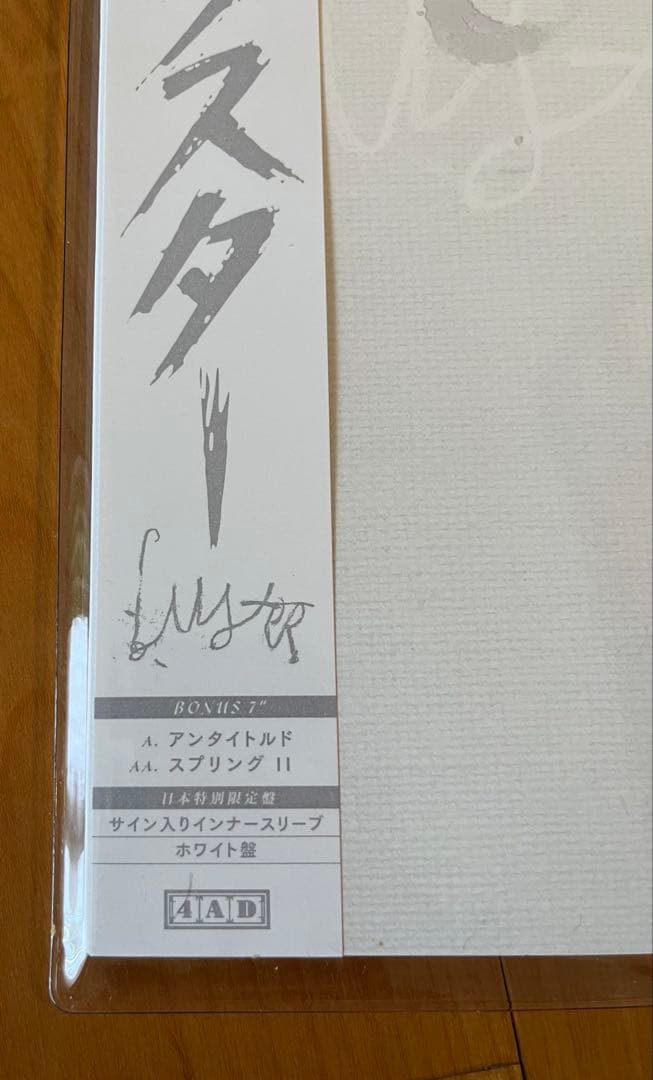 スター
Luster
BONUS 7"
A. アンタイトルド
AA. スプリング II
日本特別限定盤
サイン入りインナースリーブ
ホワイト盤
4AD